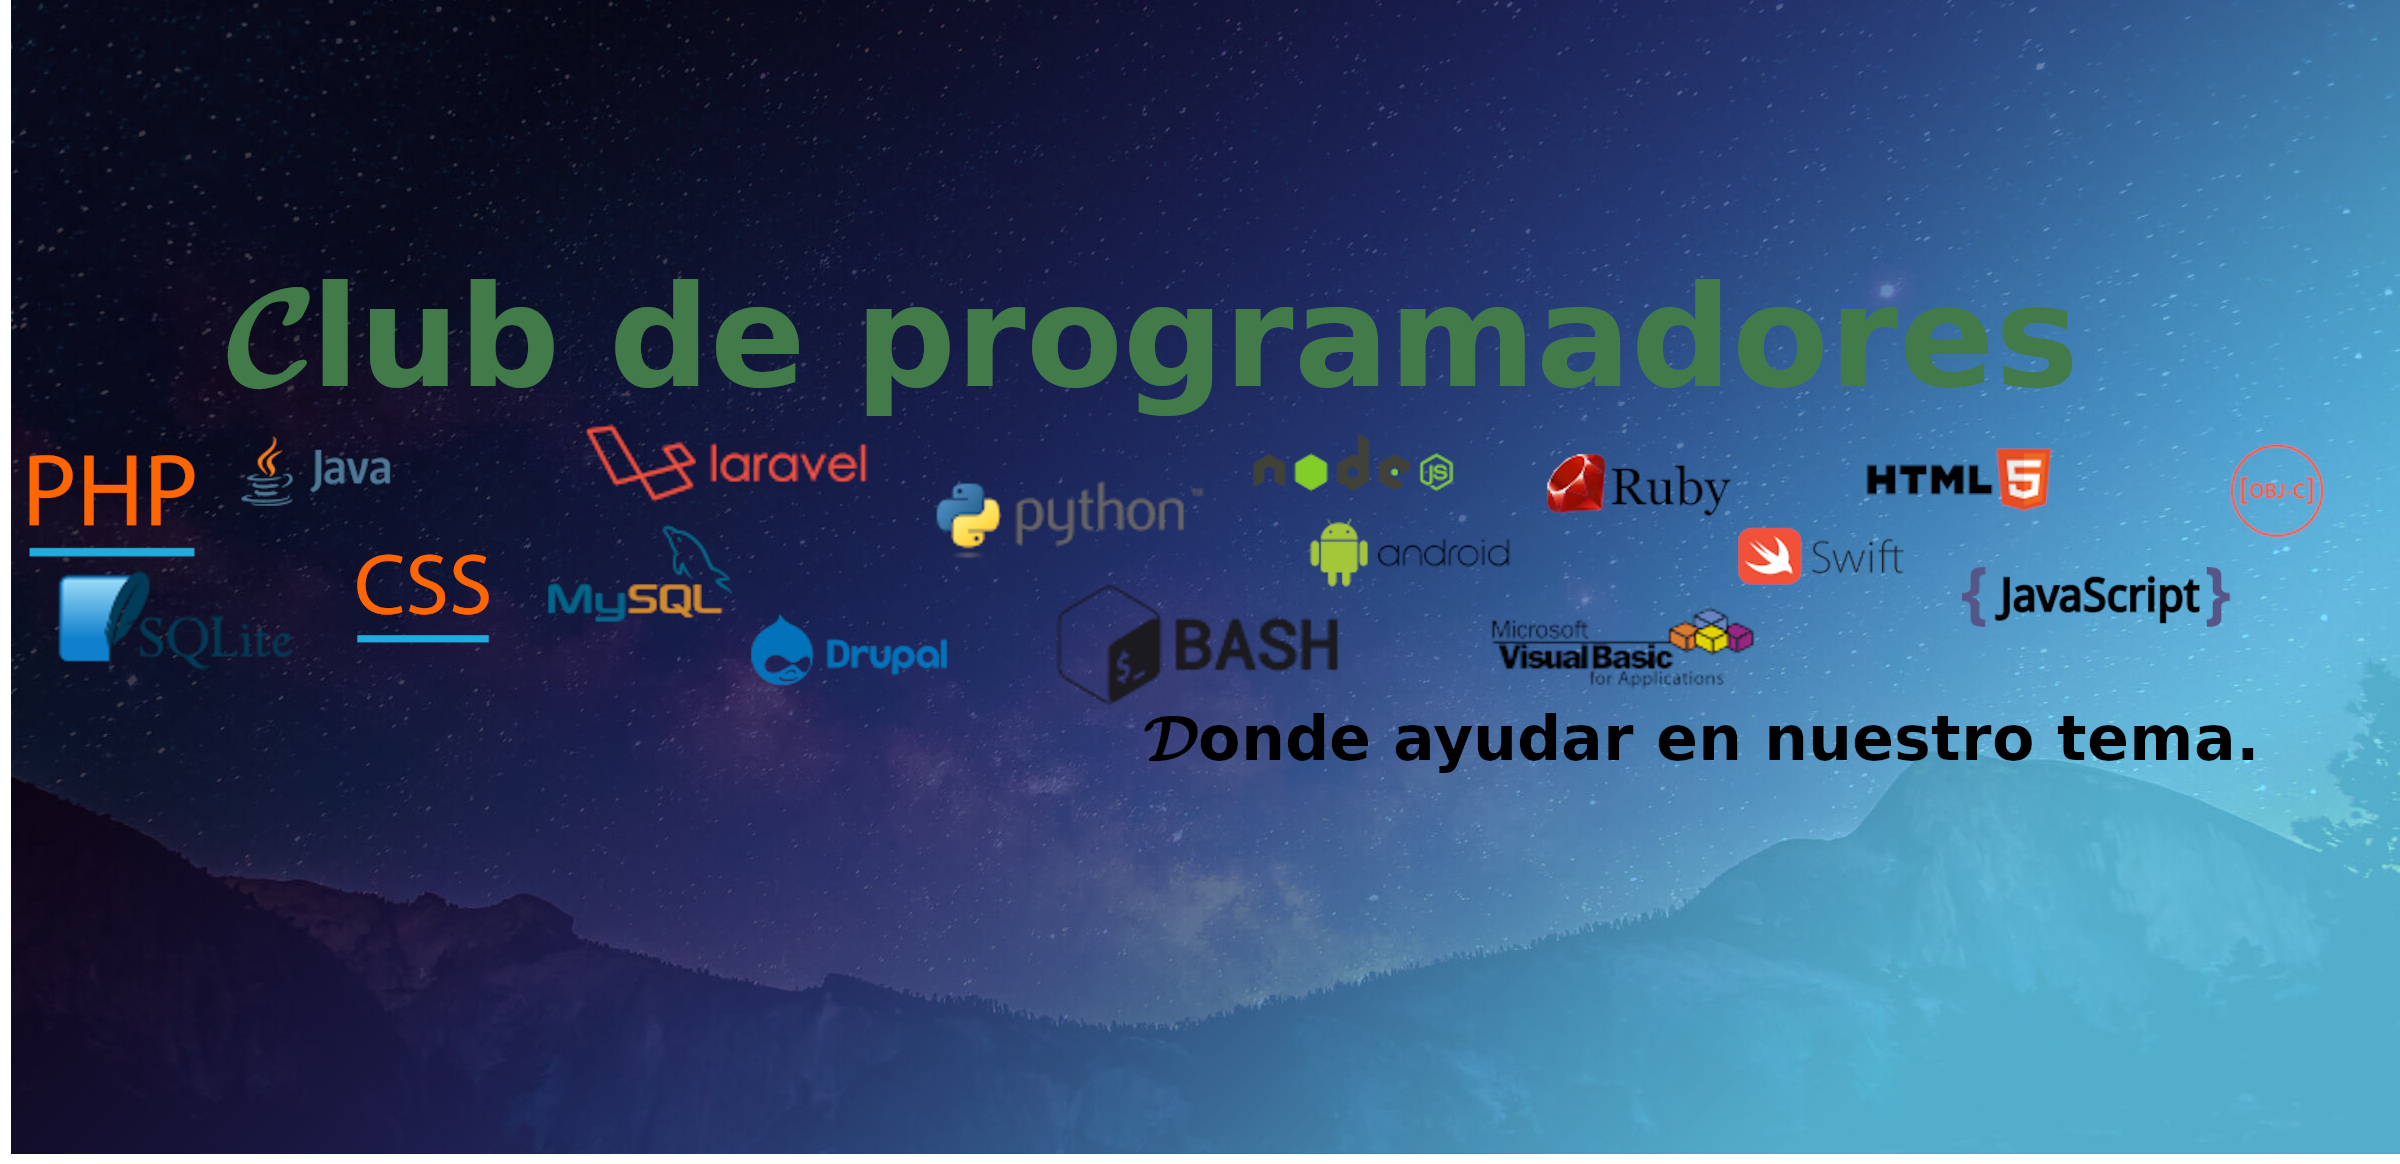 Club de programadores
PHP
Java
laravel
python™
node JS
Ruby
HTML 5
[OBJ-C]
SQLite
CSS
MySQL
Drupal
android
$_ BASH
Swift
Microsoft
Visual Basic
for Applications
{JavaScript}
Donde ayudar en nuestro tema.